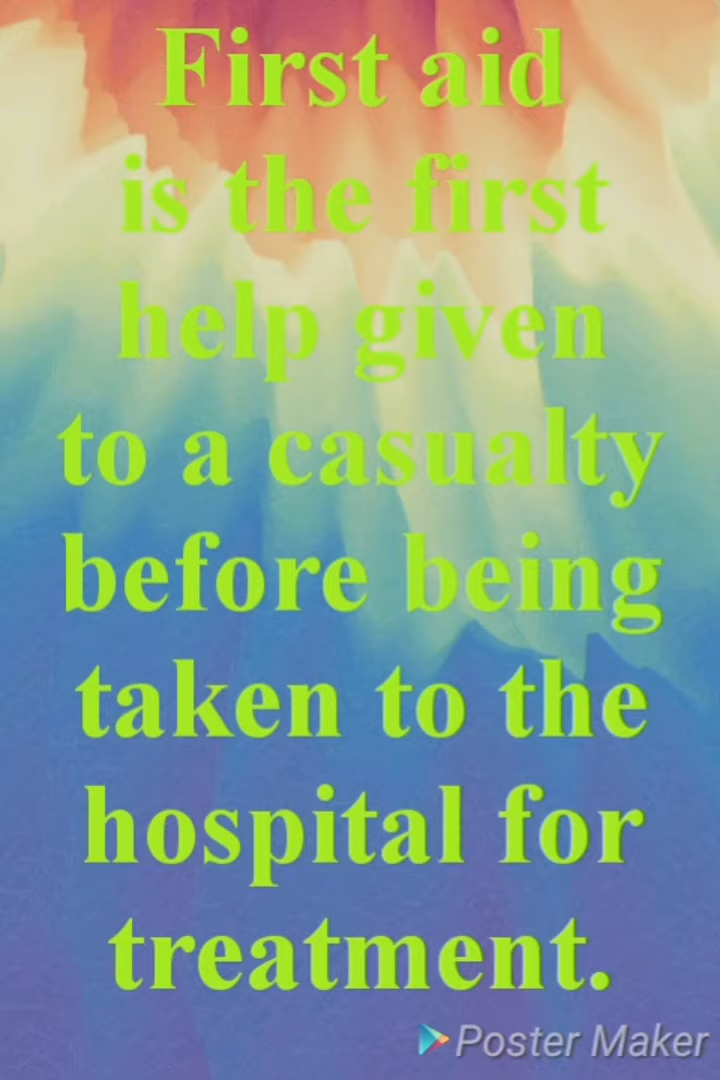 First aid
is the first
help given
to a casualty
before being
taken to the
hospital for
treatment.
Poster Maker